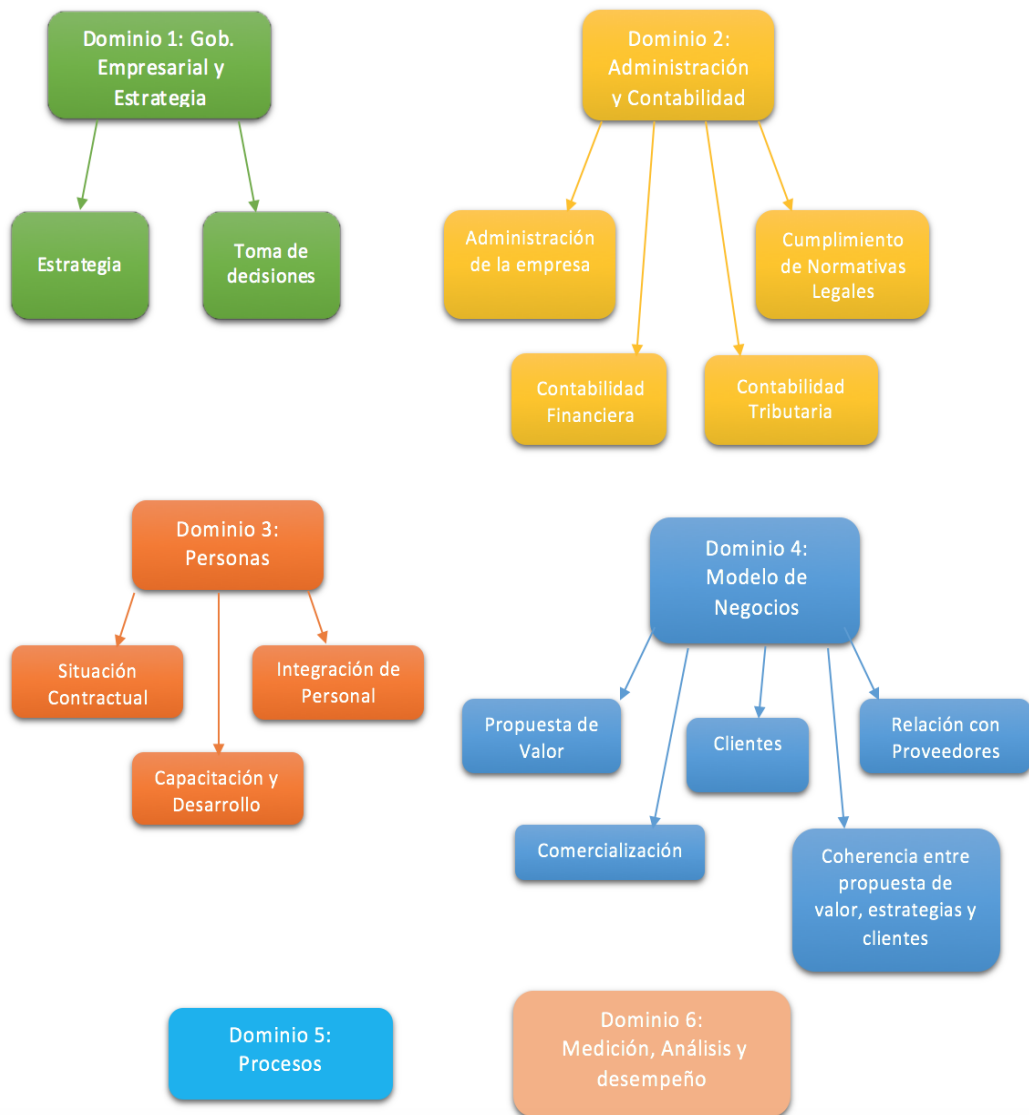 Dominio 1: Gob.
Empresarial y
Estrategia
Estrategia
Toma de
decisiones
Dominio 2:
Administración
y Contabilidad
Administración
de la empresa
Cumplimiento
de Normativas
Legales
Contabilidad
Financiera
Contabilidad
Tributaria
Dominio 3:
Personas
Situación
Contractual
Integración de
Personal
Capacitación y
Desarrollo
Dominio 4:
Modelo de
Negocios
Propuesta de
Valor
Clientes
Relación con
Proveedores
Comercialización
Coherencia entre
propuesta de
valor, estrategias y
clientes
Dominio 5:
Procesos
Dominio 6:
Medición, Análisis y
desempeño